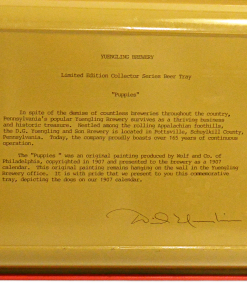 YUENGLING BREWERY
Limited Edition Collector Series Beer Tray
"Puppies"
In spite of the demise of countless breweries throughout the country,
Pennsylvania's popular Yuengling Brewery survives as a thriving business
and historic treasure. Nestled among the rolling Appalachian foothills,
the D.G. Yuengling and Son Brewery is located in Pottsville, Schuylkill County,
Pennsylvania. Today, the company proudly boasts over 165 years of continuous
operation.
The "Puppies " was an original painting produced by Wolf and Co. of
Philadelphia, copyrighted in 1907 and presented to the brewery as a 1907
calendar. This original painting remains hanging on the wall in the Yuengling
Brewery office. It is with pride that we present to you this commemorative
tray, depicting the dogs on our 1907 calendar.